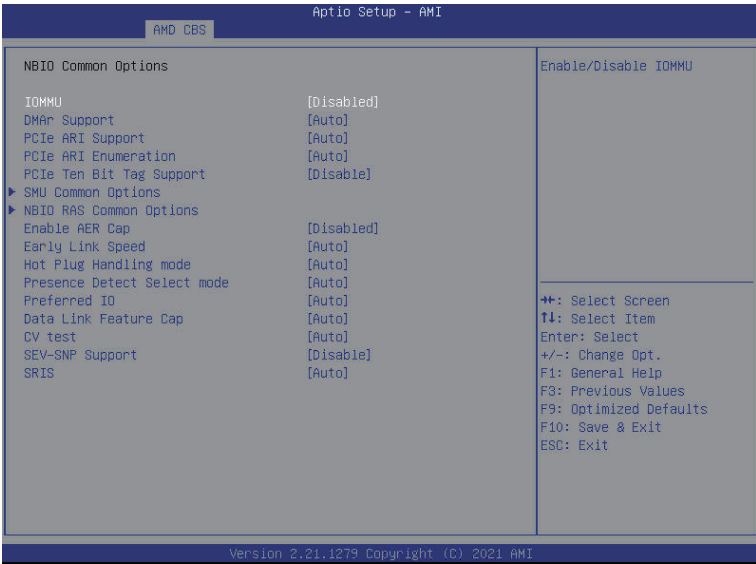 Aptio Setup – AMI
AMD CBS
NBIO Common Options
IOMMU [Disabled]
DMAr Support [Auto]
PCIe ARI Support [Auto]
PCIe ARI Enumeration [Auto]
PCIe Ten Bit Tag Support [Disable]
SMU Common Options
NBIO RAS Common Options
Enable AER Cap [Disabled]
Early Link Speed [Auto]
Hot Plug Handling mode [Auto]
Presence Detect Select mode [Auto]
Preferred IO [Auto]
Data Link Feature Cap [Auto]
CV test [Auto]
SEV-SNP Support [Disable]
SRIS [Auto]
Enable/Disable IOMMU
→←: Select Screen
↑↓: Select Item
Enter: Select
+/-: Change Opt.
F1: General Help
F3: Previous Values
F9: Optimized Defaults
F10: Save & Exit
ESC: Exit
Version 2.21.1279 Copyright (C) 2021 AMI